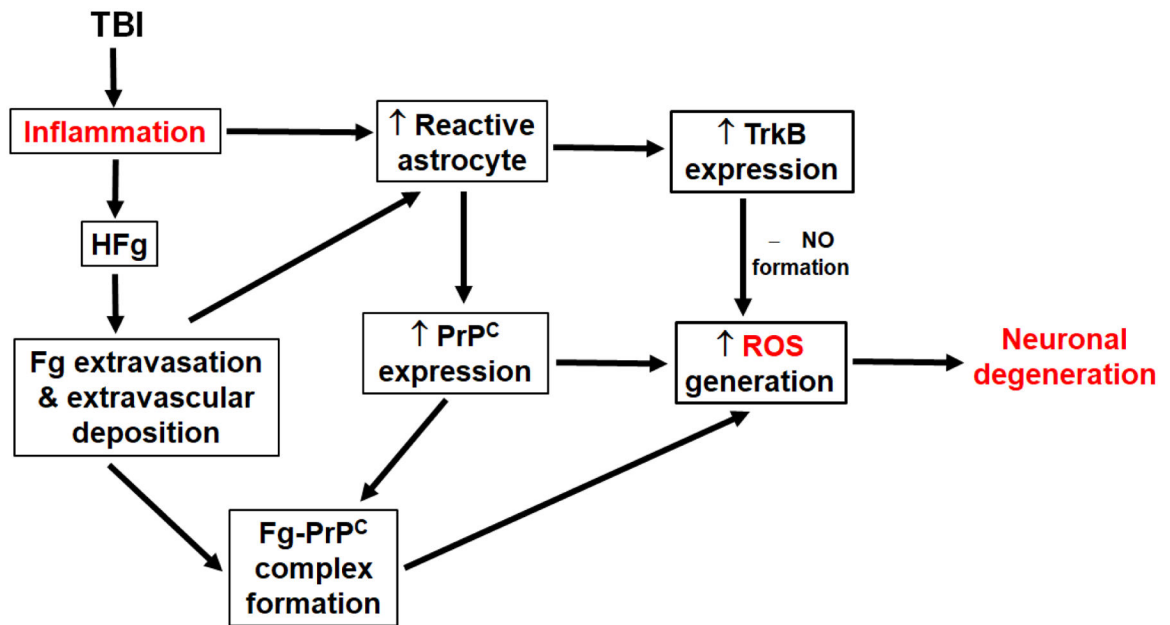 TBI
Inflammation
HFg
Fg extravasation
& extravascular
deposition
↑ Reactive
astrocyte
↑ PrPᶜ
expression
Fg-PrPᶜ
complex
formation
↑ TrkB
expression
– NO
formation
↑ ROS
generation
Neuronal
degeneration